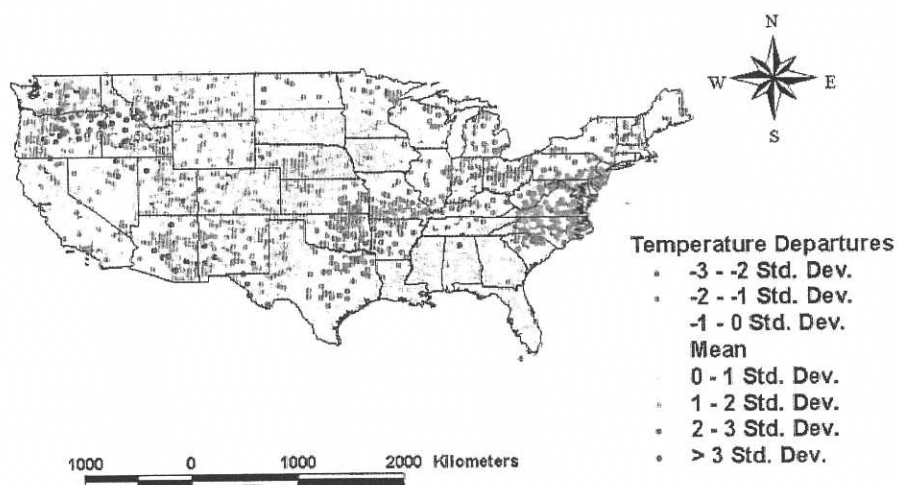 N
W E
S
Temperature Departures
-3 - -2 Std. Dev.
-2 - -1 Std. Dev.
-1 - 0 Std. Dev.
Mean
0 - 1 Std. Dev.
1 - 2 Std. Dev.
2 - 3 Std. Dev.
> 3 Std. Dev.
1000 0 1000 2000 Kilometers